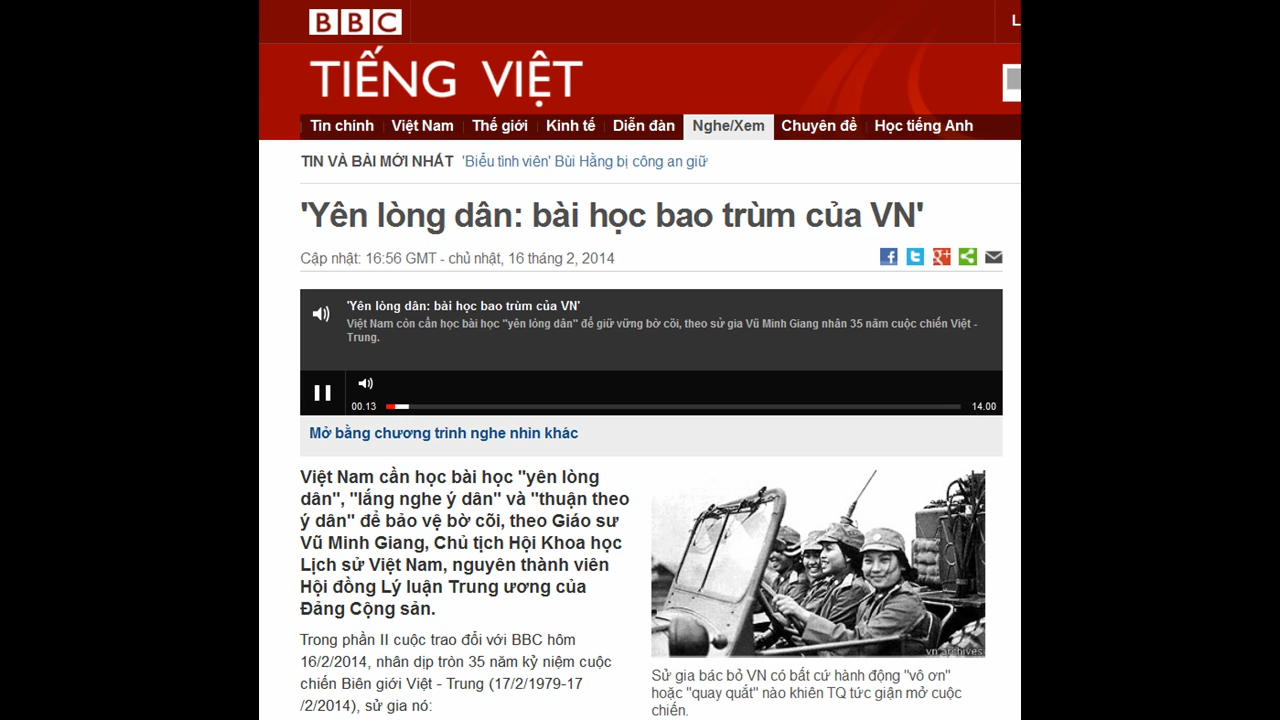 BBC
L
TIẾNG VIỆT
Tin chính Việt Nam Thế giới Kinh tế Diễn đàn Nghe/Xem Chuyên đề Học tiếng Anh
TIN VÀ BÀI MỚI NHẤT 'Biểu tình viên' Bùi Hằng bị công an giữ
'Yên lòng dân: bài học bao trùm của VN'
Cập nhật: 16:56 GMT - chủ nhật, 16 tháng 2, 2014
'Yên lòng dân: bài học bao trùm của VN'
Việt Nam còn cần học bài học "yên lòng dân" để giữ vững bờ cõi, theo sử gia Vũ Minh Giang nhân 35 năm cuộc chiến Việt -
Trung.
00.13 14.00
Mở bằng chương trình nghe nhìn khác
Việt Nam cần học bài học "yên lòng
dân", "lắng nghe ý dân" và "thuận theo
ý dân" để bảo vệ bờ cõi, theo Giáo sư
Vũ Minh Giang, Chủ tịch Hội Khoa học
Lịch sử Việt Nam, nguyên thành viên
Hội đồng Lý luận Trung ương của
Đảng Cộng sản.
Trong phần II cuộc trao đổi với BBC hôm
16/2/2014, nhân dịp tròn 35 năm kỷ niệm cuộc
chiến Biên giới Việt - Trung (17/2/1979-17
/2/2014), sử gia nó:
vn archives
Sử gia bác bỏ VN có bất cứ hành động "vô ơn"
hoặc "quay quắt" nào khiên TQ tức giận mở cuộc
chiến.